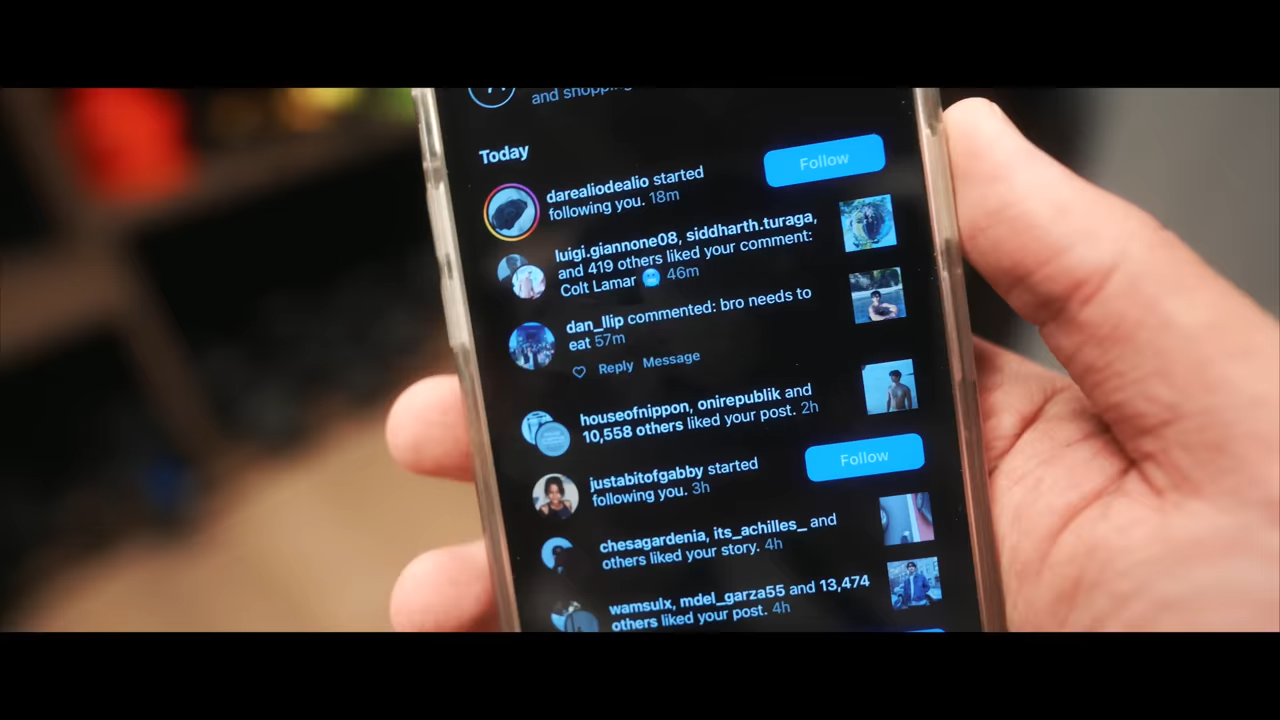 and shopping
Today
darealiodealio started
following you. 18m
Follow
luigi.giannone08, siddharth.turaga,
and 419 others liked your comment:
Colt Lamar 🥶 46m
dan_llip commented: bro needs to
eat 57m
Reply Message
houseofnippon, onirepublik and
10,558 others liked your post. 2h
justabitofgabby started
following you. 3h
Follow
chesagardenia, its_achilles_ and
others liked your story. 4h
wamsulx, mdel_garza55 and 13,474
others liked your post. 4h